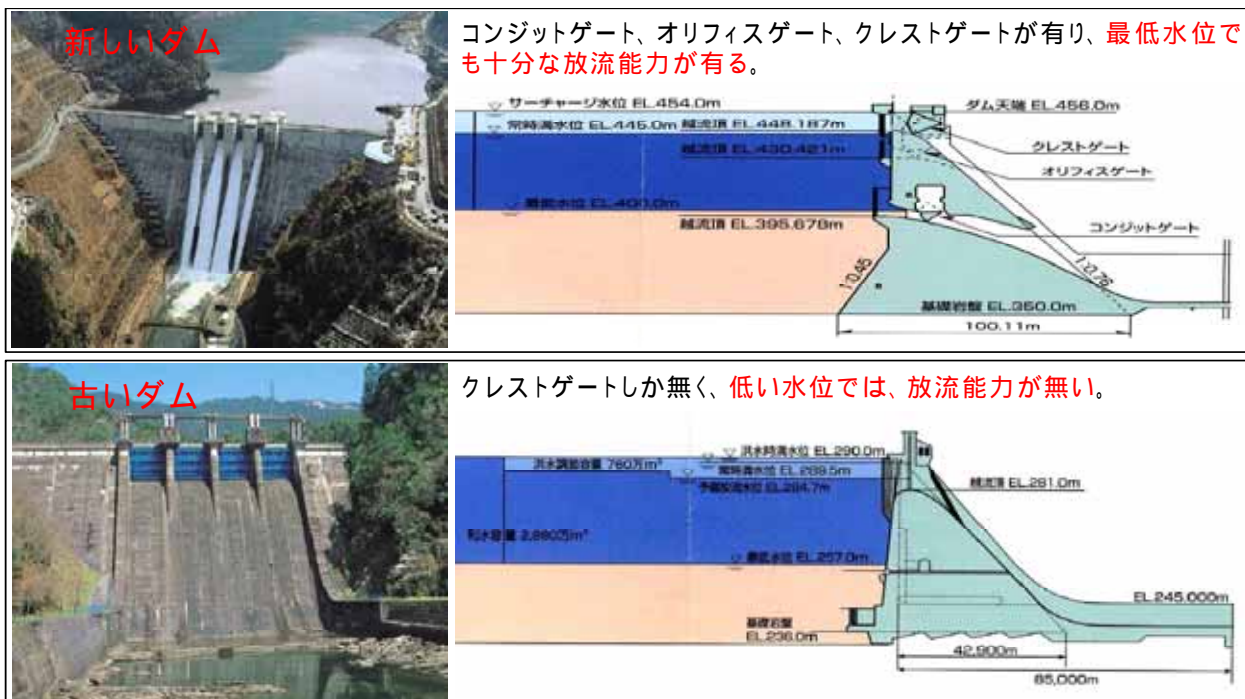 新しいダム
コンジットゲート、オリフィスゲート、クレストゲートが有り、最低水位で
も十分な放流能力が有る。
サーチャージ水位 EL.454.0m
ダム天端 EL.456.0m
常時満水位 EL.445.0m
越流頂 EL.448.187m
クレストゲート
越流頂 EL.430.421m
オリフィスゲート
最低水位 EL.400.0m
越流頂 EL.395.678m
コンジットゲート
1:0.45
1:0.76
基礎岩盤 EL.350.0m
100.11m
古いダム
クレストゲートしか無く、低い水位では、放流能力が無い。
洪水時満水位 EL.290.0m
洪水調節容量 760万m³
常時満水位 EL.289.5m
予備放流水位 EL.284.7m
越流頂 EL.281.0m
利水容量 2,880万m³
最低水位 EL.257.0m
EL.245.000m
基礎岩盤
EL.236.0m
42,900m
85,000m